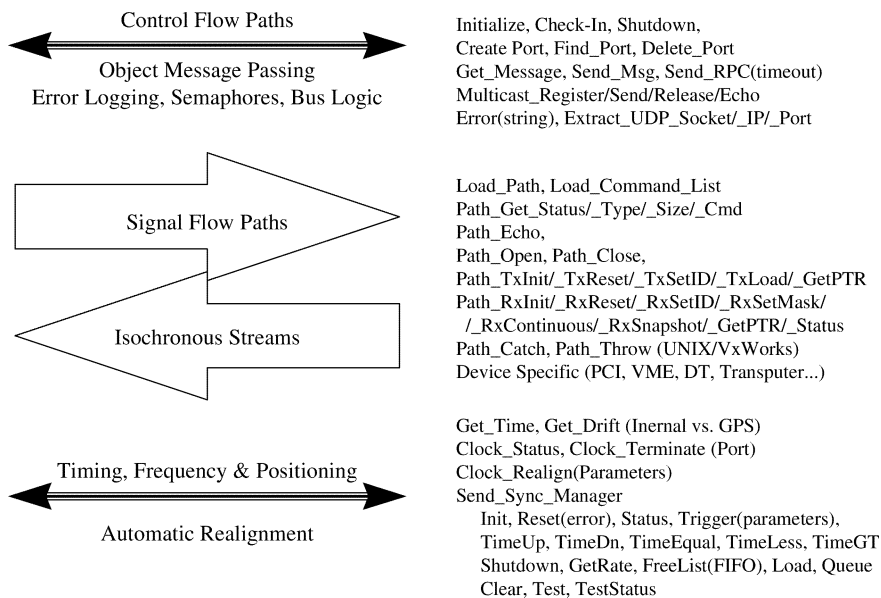 Control Flow Paths
Object Message Passing
Error Logging, Semaphores, Bus Logic
Initialize, Check-In, Shutdown,
Create Port, Find_Port, Delete_Port
Get_Message, Send_Msg, Send_RPC(timeout)
Multicast_Register/Send/Release/Echo
Error(string), Extract_UDP_Socket/_IP/_Port
Signal Flow Paths
Isochronous Streams
Load_Path, Load_Command_List
Path_Get_Status/_Type/_Size/_Cmd
Path_Echo,
Path_Open, Path_Close,
Path_TxInit/_TxReset/_TxSetID/_TxLoad/_GetPTR
Path_RxInit/_RxReset/_RxSetID/_RxSetMask/
/_RxContinuous/_RxSnapshot/_GetPTR/_Status
Path_Catch, Path_Throw (UNIX/VxWorks)
Device Specific (PCI, VME, DT, Transputer...)
Timing, Frequency & Positioning
Automatic Realignment
Get_Time, Get_Drift (Inernal vs. GPS)
Clock_Status, Clock_Terminate (Port)
Clock_Realign(Parameters)
Send_Sync_Manager
Init, Reset(error), Status, Trigger(parameters),
TimeUp, TimeDn, TimeEqual, TimeLess, TimeGT
Shutdown, GetRate, FreeList(FIFO), Load, Queue
Clear, Test, TestStatus